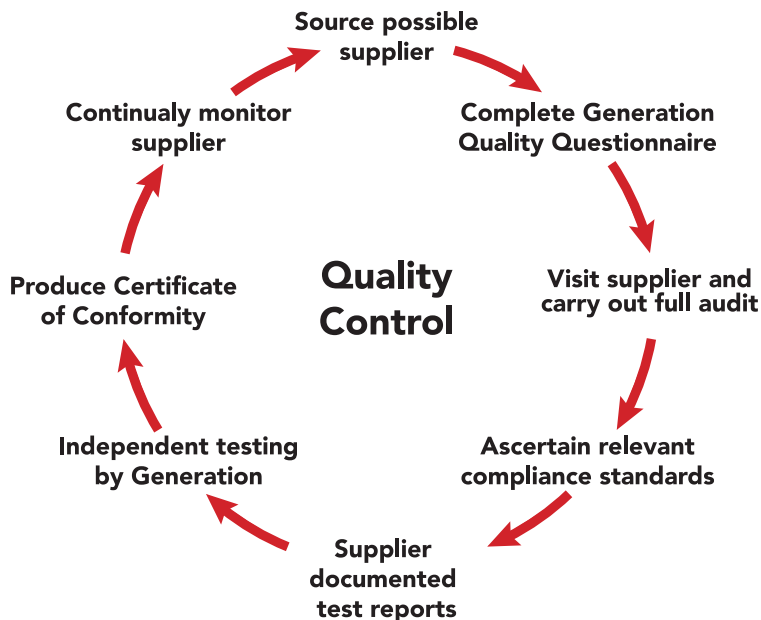 Source possible
supplier
Complete Generation
Quality Questionnaire
Visit supplier and
carry out full audit
Ascertain relevant
compliance standards
Supplier
documented
test reports
Independent testing
by Generation
Produce Certificate
of Conformity
Continualy monitor
supplier
Quality
Control